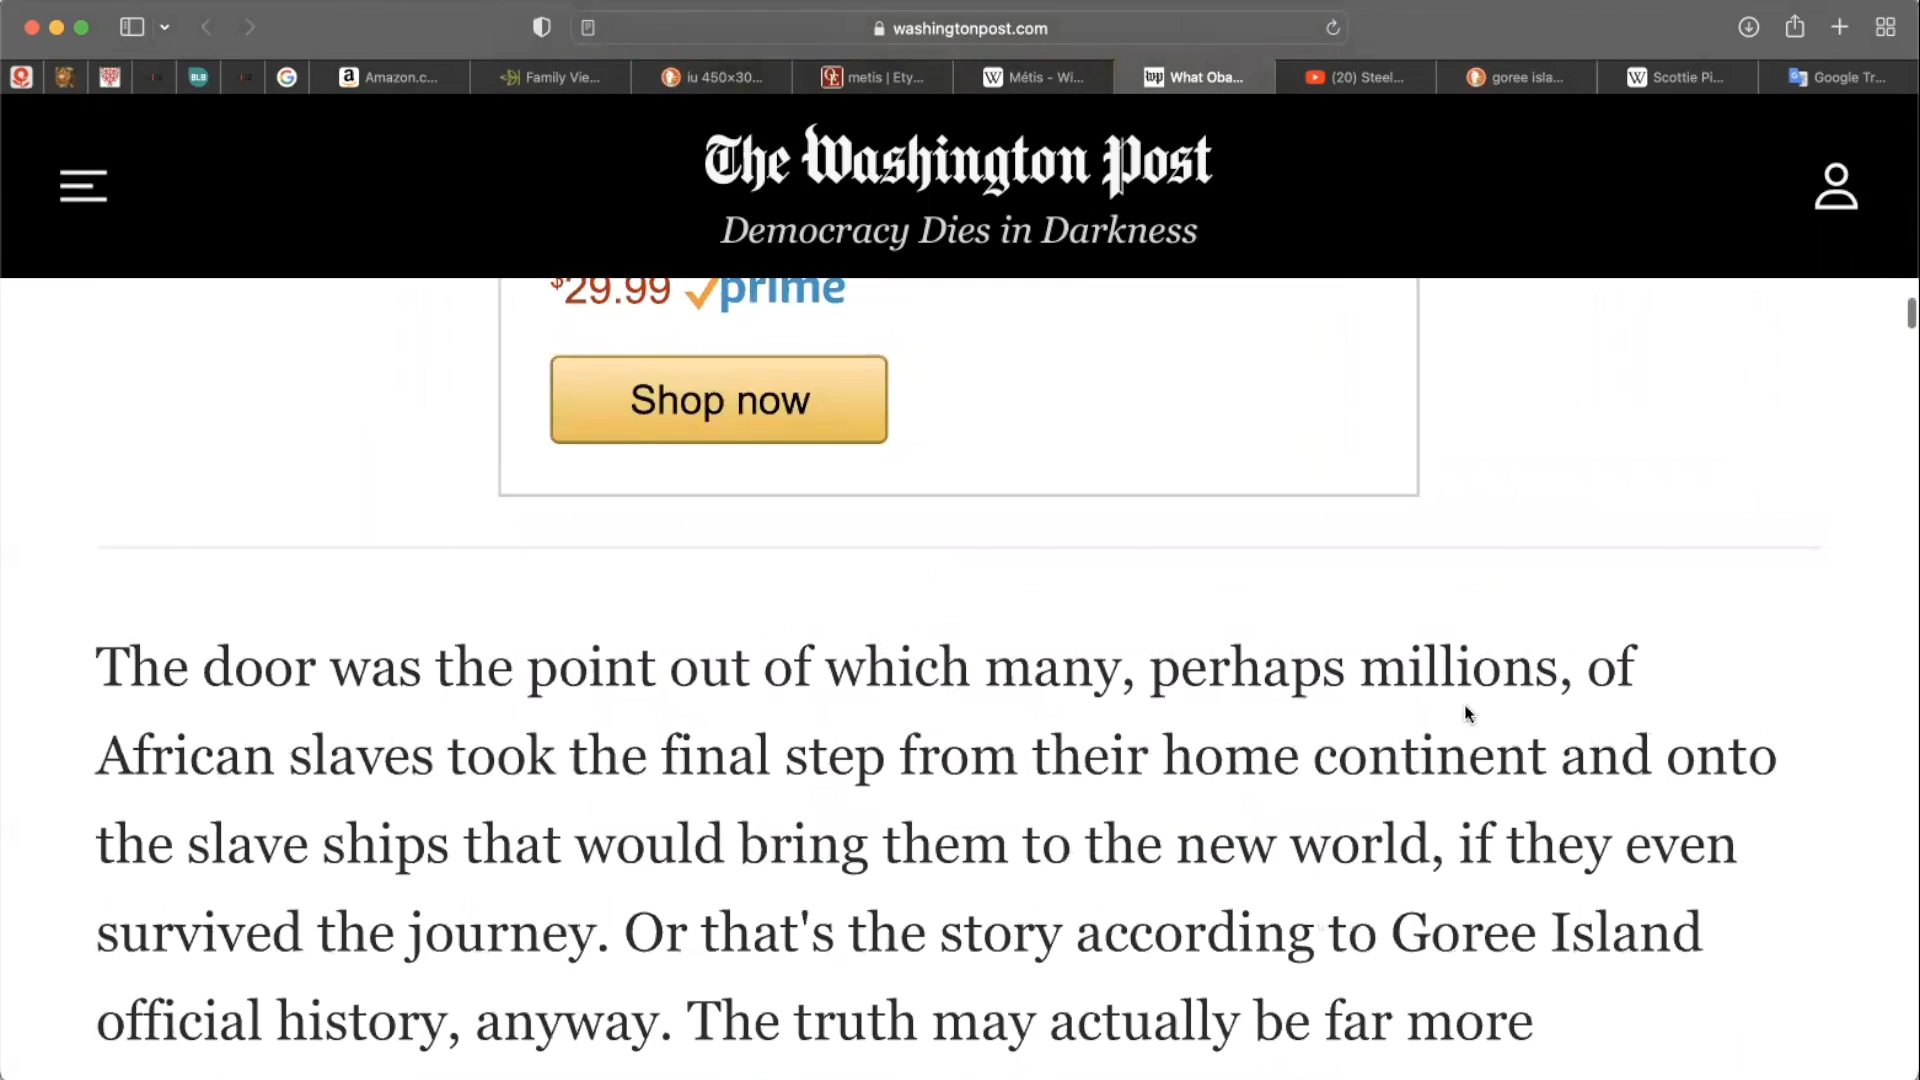 washingtonpost.com
BLB
Amazon.c...
Family Vie...
iu 450×30...
metis | Ety...
Métis - Wi...
What Oba...
(20) Steel...
goree isla...
Scottie Pi...
Google Tr...
The Washington Post
Democracy Dies in Darkness
$29.99 prime
Shop now
The door was the point out of which many, perhaps millions, of
African slaves took the final step from their home continent and onto
the slave ships that would bring them to the new world, if they even
survived the journey. Or that's the story according to Goree Island
official history, anyway. The truth may actually be far more